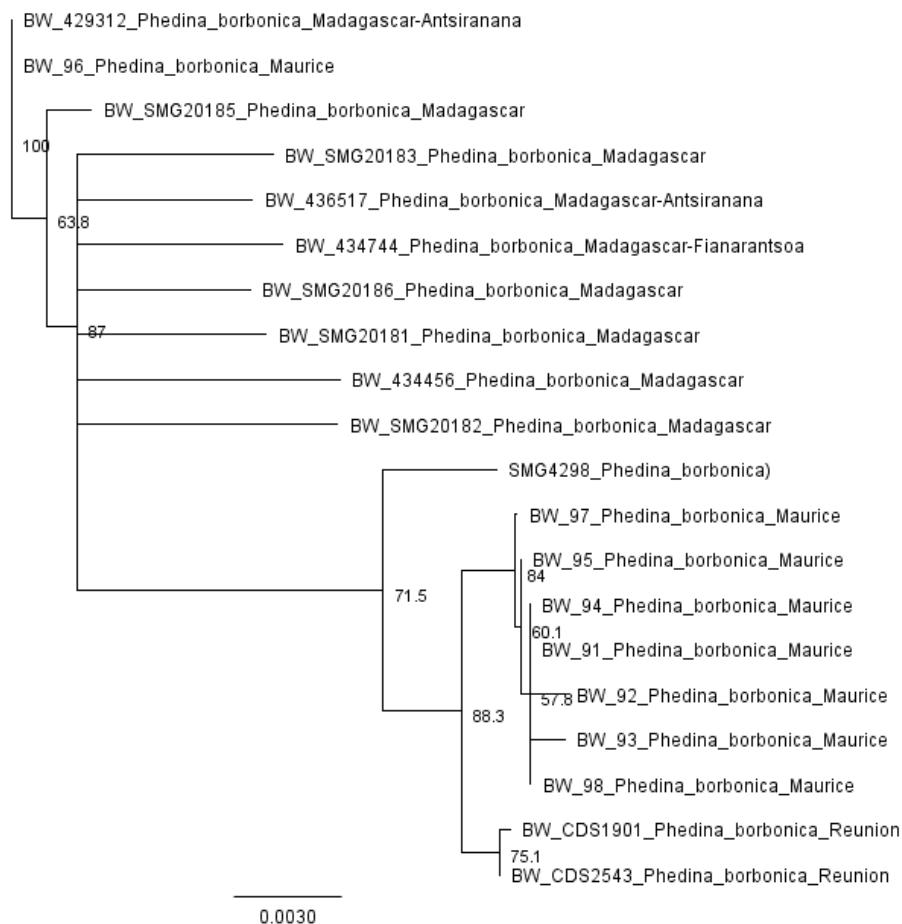 BW_429312_Phedina_borbonica_Madagascar-Antsiranana
BW_96_Phedina_borbonica_Maurice
BW_SMG20185_Phedina_borbonica_Madagascar
100
BW_SMG20183_Phedina_borbonica_Madagascar
BW_436517_Phedina_borbonica_Madagascar-Antsiranana
63.8
BW_434744_Phedina_borbonica_Madagascar-Fianarantsoa
BW_SMG20186_Phedina_borbonica_Madagascar
87
BW_SMG20181_Phedina_borbonica_Madagascar
BW_434456_Phedina_borbonica_Madagascar
BW_SMG20182_Phedina_borbonica_Madagascar
SMG4298_Phedina_borbonica)
BW_97_Phedina_borbonica_Maurice
BW_95_Phedina_borbonica_Maurice
84
71.5
BW_94_Phedina_borbonica_Maurice
60.1
BW_91_Phedina_borbonica_Maurice
57.8
BW_92_Phedina_borbonica_Maurice
88.3
BW_93_Phedina_borbonica_Maurice
BW_98_Phedina_borbonica_Maurice
BW_CDS1901_Phedina_borbonica_Reunion
75.1
BW_CDS2543_Phedina_borbonica_Reunion
0.0030